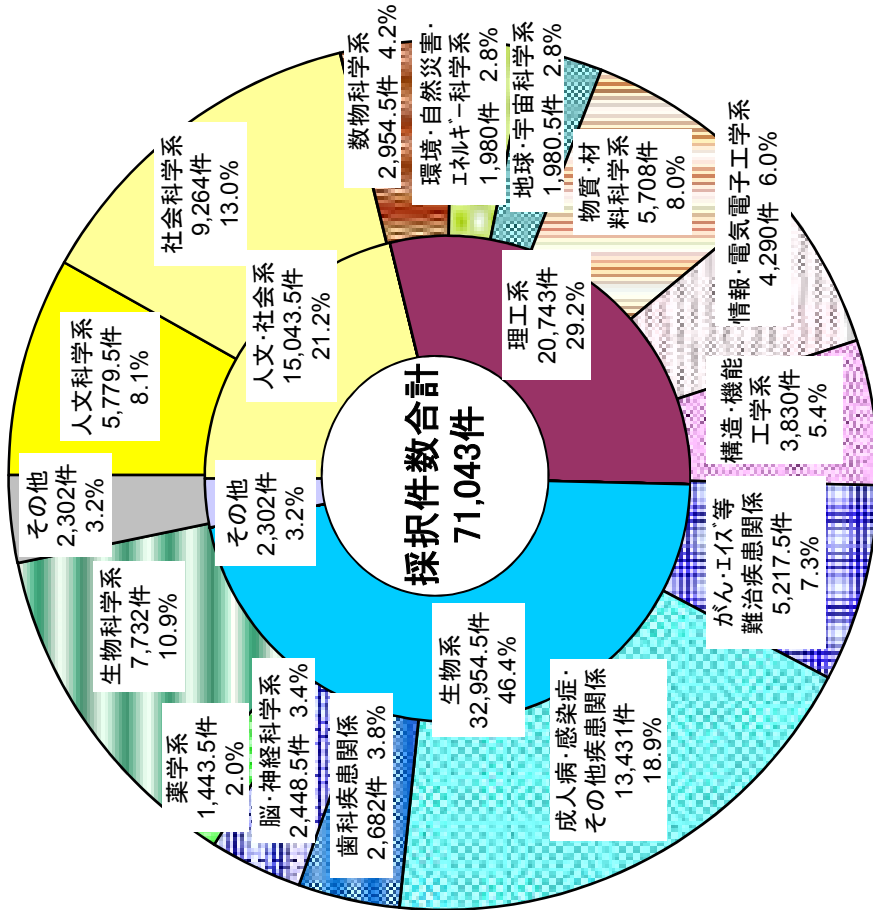 採択件数合計
71,043件
人文・社会系
15,043.5件
21.2%
理工系
20,743件
29.2%
生物系
32,954.5件
46.4%
その他
2,302件
3.2%
人文科学系
5,779.5件
8.1%
社会科学系
9,264件
13.0%
数物科学系
2,954.5件 4.2%
環境・自然災害・
エネルギー科学系
1,980件 2.8%
地球・宇宙科学系
1,980.5件 2.8%
物質・材
料科学系
5,708件
8.0%
情報・電気電子工学系
4,290件 6.0%
構造・機能
工学系
3,830件
5.4%
がん・エイズ等
難治疾患関係
5,217.5件
7.3%
成人病・感染症・
その他疾患関係
13,431件
18.9%
歯科疾患関係
2,682件 3.8%
脳・神経科学系
2,448.5件 3.4%
薬学系
1,443.5件
2.0%
生物科学系
7,732件
10.9%
その他
2,302件
3.2%